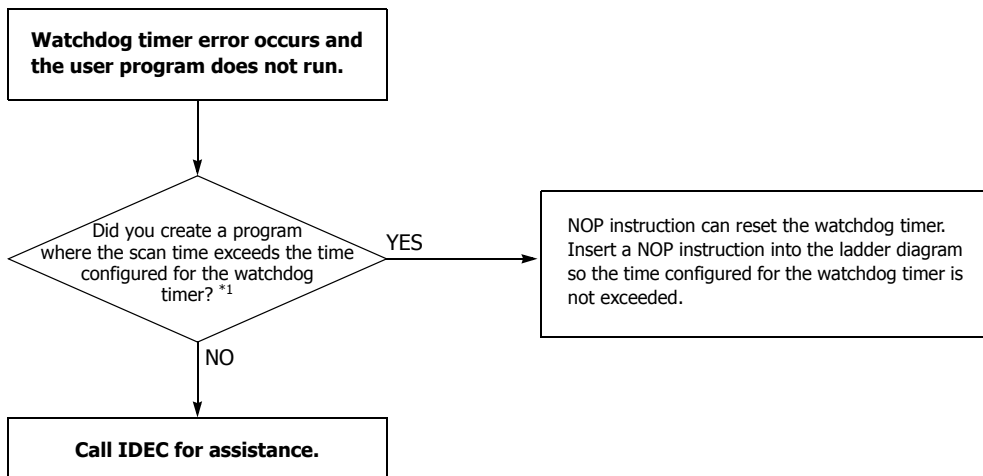 Watchdog timer error occurs and
the user program does not run.
Did you create a program
where the scan time exceeds the time
configured for the watchdog
timer? *1
YES
NOP instruction can reset the watchdog timer.
Insert a NOP instruction into the ladder diagram
so the time configured for the watchdog timer is
not exceeded.
NO
Call IDEC for assistance.